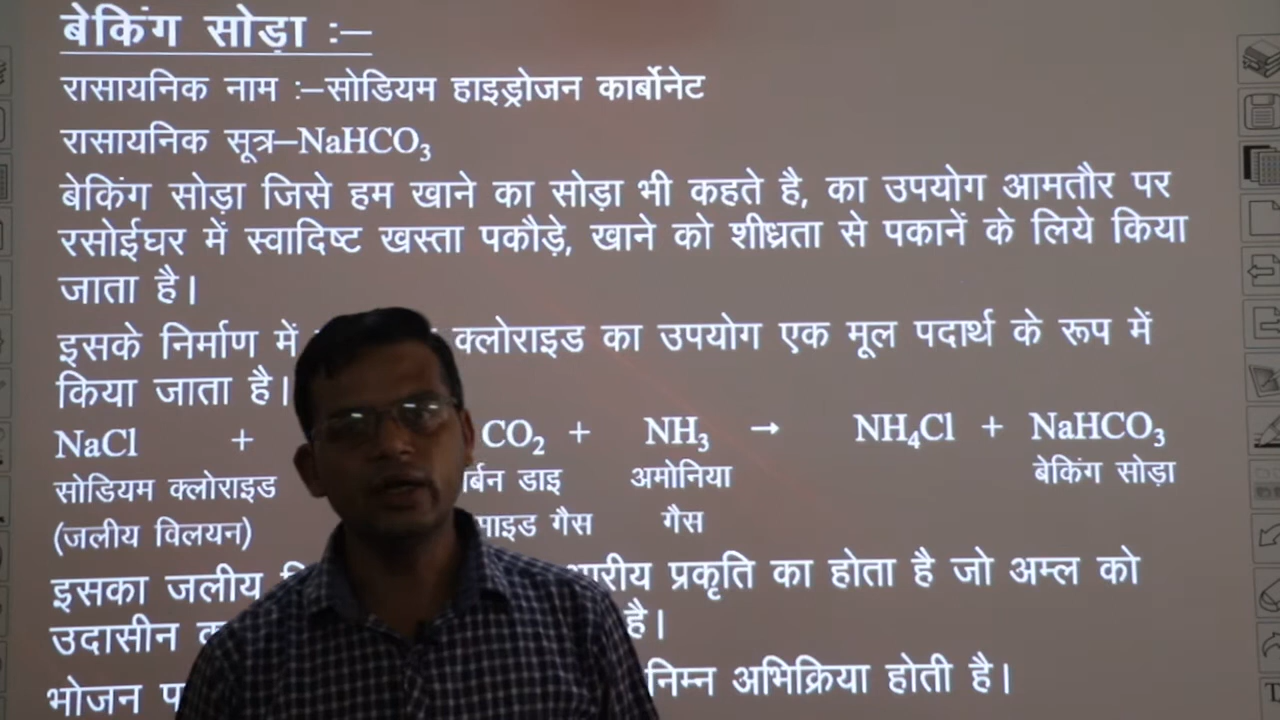 बेकिंग सोड़ा :–
रासायनिक नाम :–सोडियम हाइड्रोजन कार्बोनेट
रासायनिक सूत्र–NaHCO₃
बेकिंग सोड़ा जिसे हम खाने का सोड़ा भी कहते है, का उपयोग आमतौर पर
रसोईघर में स्वादिष्ट खस्ता पकौड़े, खाने को शीघ्रता से पकानें के लिये किया
जाता है।
इसके निर्माण में क्लोराइड का उपयोग एक मूल पदार्थ के रूप में
किया जाता है।
NaCl + CO₂ + NH₃ → NH₄Cl + NaHCO₃
सोडियम क्लोराइड डाइ अमोनिया बेकिंग सोड़ा
(जलीय विलयन) गैस गैस
इसका जलीय प्रकृति का होता है जो अम्ल को
उदासीन है।
भोजन निम्न अभिक्रिया होती है।